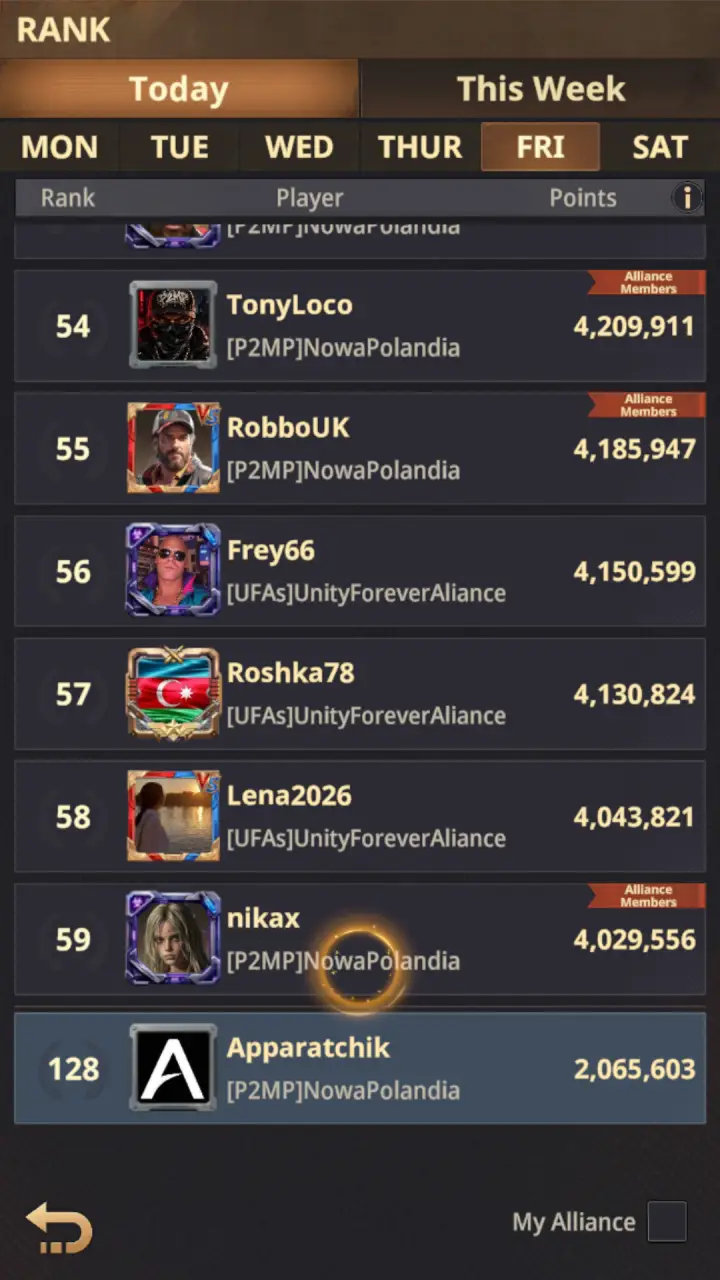 RANK
Today
This Week
MON
TUE
WED
THUR
FRI
SAT
Rank
Player
Points
[P2MP]NowaPolandia
54
TonyLoco
[P2MP]NowaPolandia
Alliance
Members
4,209,911
55
RobboUK
[P2MP]NowaPolandia
Alliance
Members
4,185,947
56
Frey66
[UFAs]UnityForeverAliance
4,150,599
57
Roshka78
[UFAs]UnityForeverAliance
4,130,824
58
Lena2026
[UFAs]UnityForeverAliance
4,043,821
59
nikax
[P2MP]NowaPolandia
Alliance
Members
4,029,556
128
Apparatchik
[P2MP]NowaPolandia
2,065,603
My Alliance